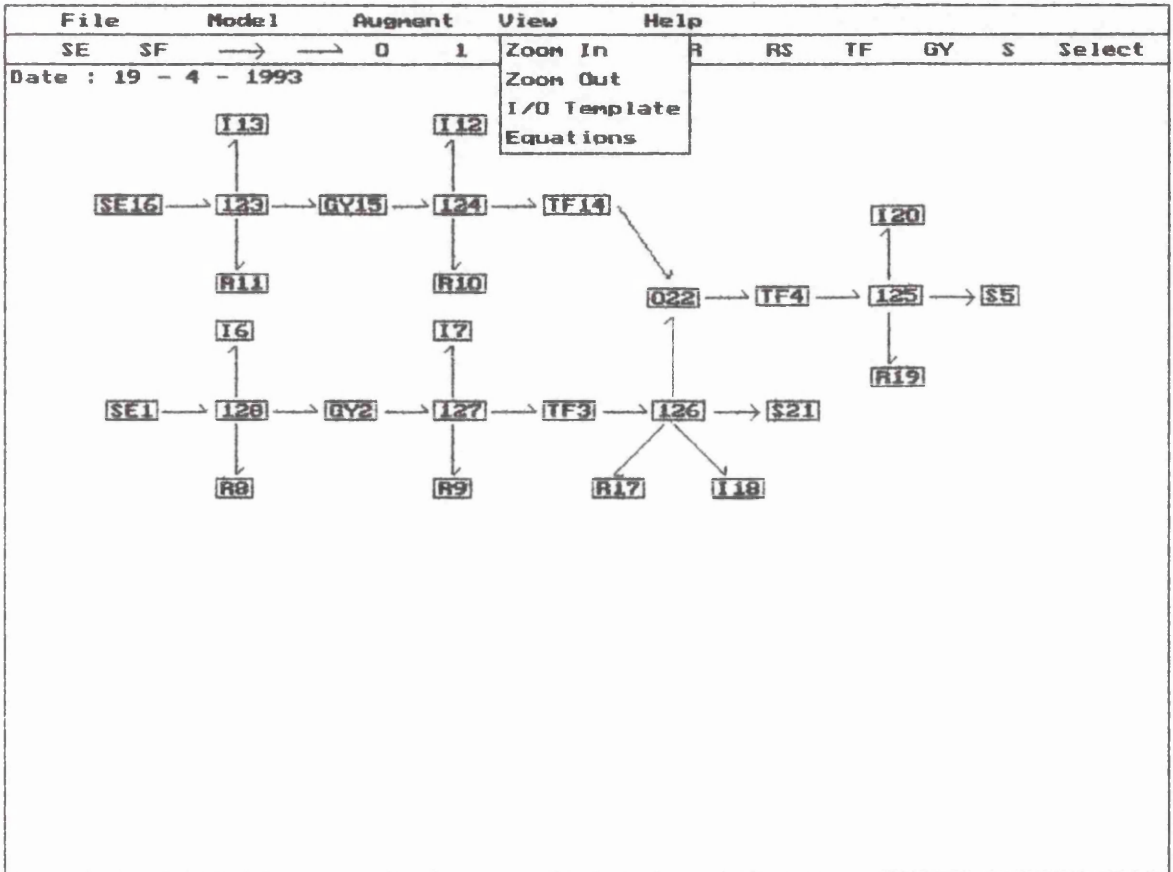 File Model Augment View Help
SE SF 0 1 R RS TF GY S Select
Zoom In
Zoom Out
I/O Template
Equations
Date : 19 - 4 - 1993
I13 I12
SE16 123 GY15 124 TF14
I20
R11 R10
022 TF4 125 S5
I6 I7
R19
SE1 128 GY2 127 TF3 126 S21
R8 R9 R17 I18